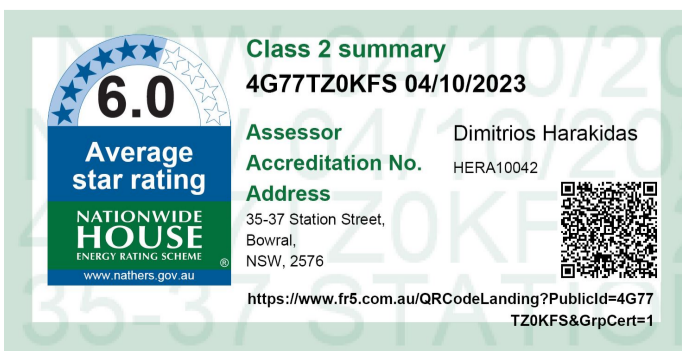 6.0
Average
star rating
NATIONWIDE
HOUSE
ENERGY RATING SCHEME
®
www.nathers.gov.au
Class 2 summary
4G77TZ0KFS 04/10/2023
Assessor Dimitrios Harakidas
Accreditation No. HERA10042
Address
35-37 Station Street,
Bowral,
NSW, 2576
https://www.fr5.com.au/QRCodeLanding?PublicId=4G77
TZ0KFS&GrpCert=1